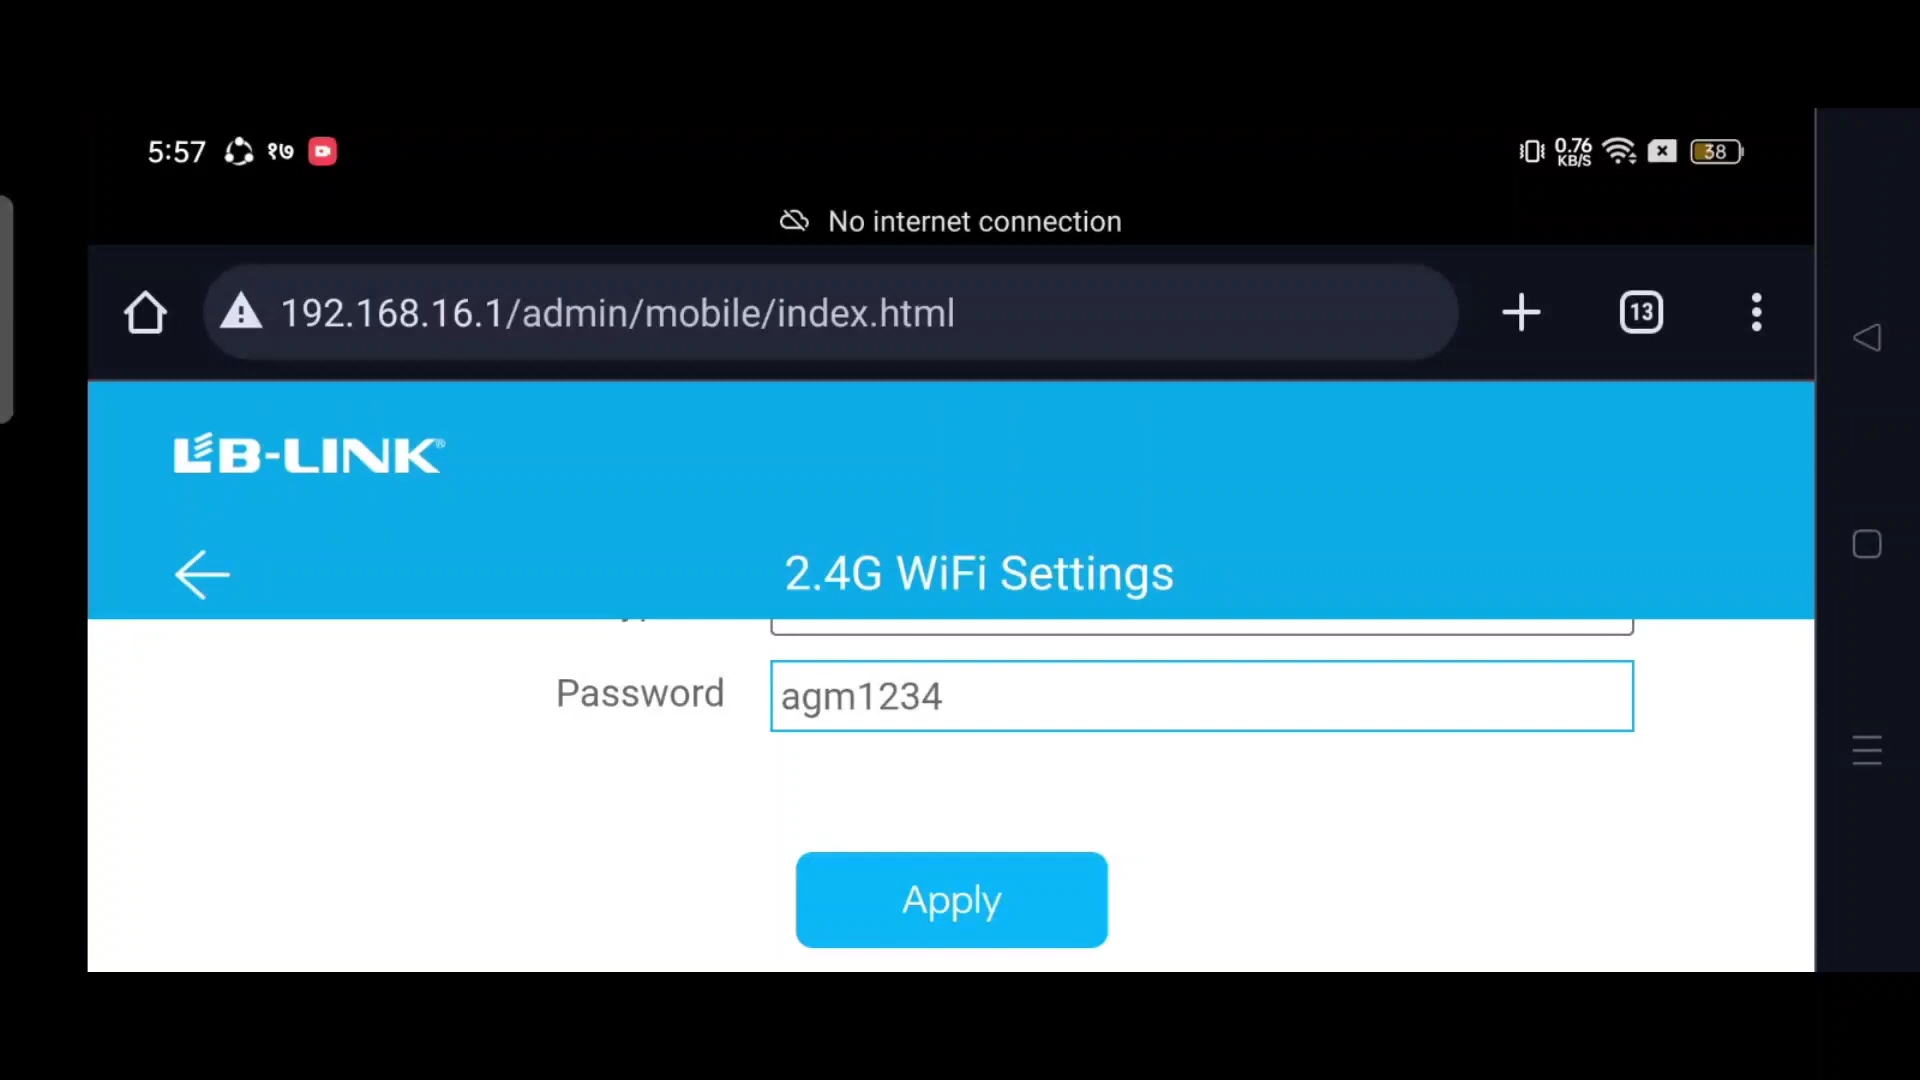 5:57 १७ 0.76 KB/S 38
No internet connection
192.168.16.1/admin/mobile/index.html 13
LB-LINK®
2.4G WiFi Settings
Password agm1234
Apply